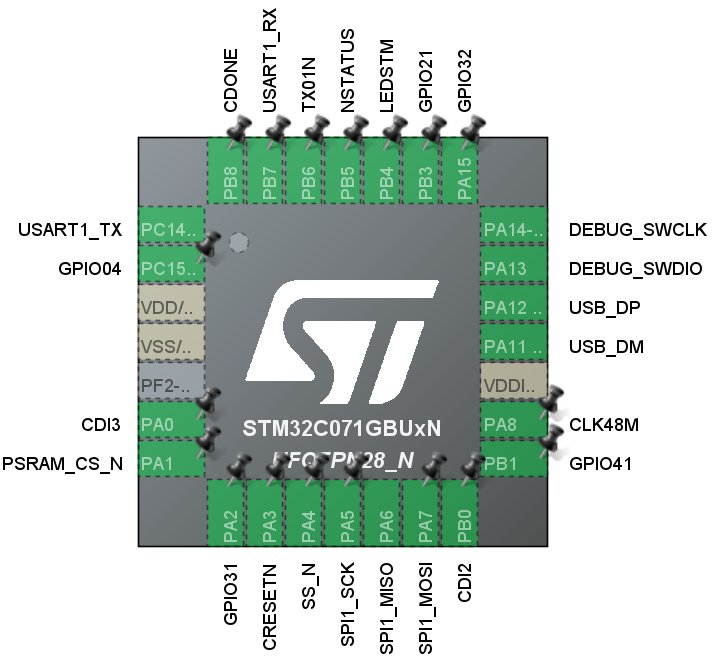 CDONE
USART1_RX
TX01N
NSTATUS
LEDSTM
GPIO21
GPIO32
PB8
PB7
PB6
PB5
PB4
PB3
PA15
USART1_TX
PC14..
GPIO04
PC15..
VDD/..
VSS/..
PF2-..
CDI3
PA0
PSRAM_CS_N
PA1
ST
STM32C071GBUxN
UFQFPN28_N
PA14-..
DEBUG_SWCLK
PA13
DEBUG_SWDIO
PA12 ..
USB_DP
PA11 ..
USB_DM
VDDI..
PA8
CLK48M
PB1
GPIO41
PA2
PA3
PA4
PA5
PA6
PA7
PB0
GPIO31
CRESETN
SS_N
SPI1_SCK
SPI1_MISO
SPI1_MOSI
CDI2